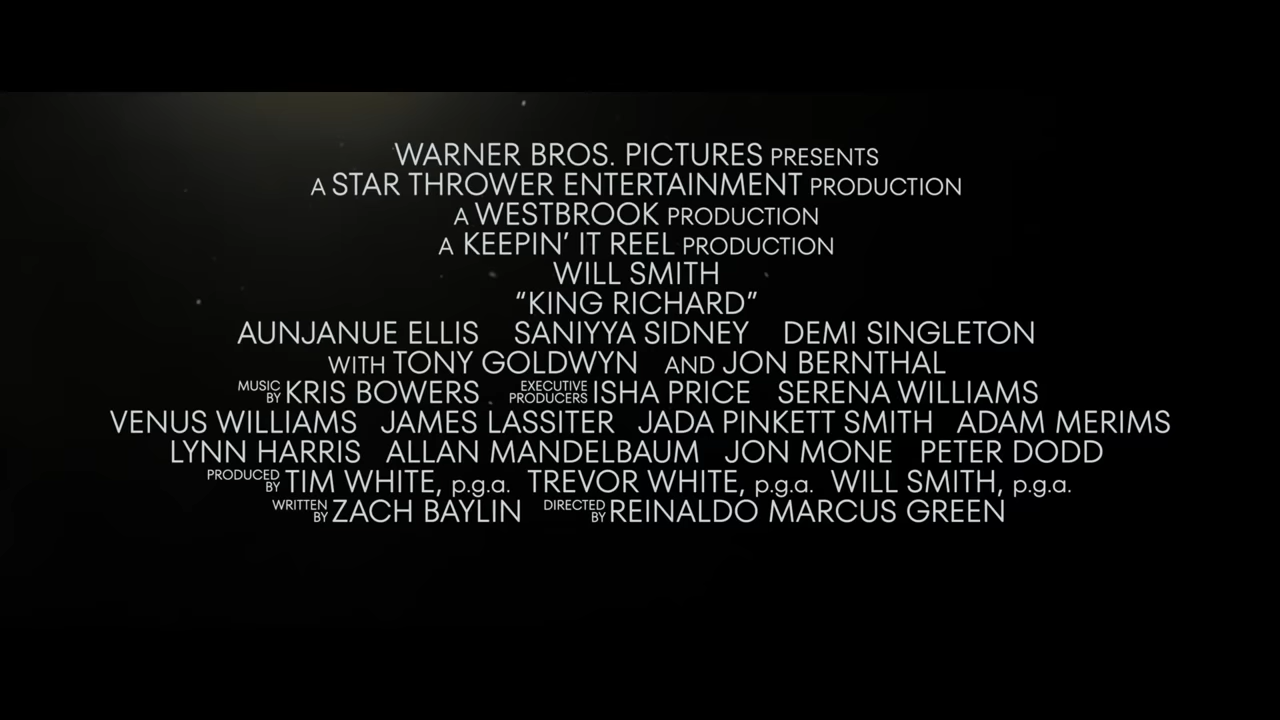 WARNER BROS. PICTURES PRESENTS
A STAR THROWER ENTERTAINMENT PRODUCTION
A WESTBROOK PRODUCTION
A KEEPIN’ IT REEL PRODUCTION
WILL SMITH
“KING RICHARD”
AUNJANUE ELLIS SANIYYA SIDNEY DEMI SINGLETON
WITH TONY GOLDWYN AND JON BERNTHAL
MUSIC BY KRIS BOWERS EXECUTIVE PRODUCERS ISHA PRICE SERENA WILLIAMS
VENUS WILLIAMS JAMES LASSITER JADA PINKETT SMITH ADAM MERIMS
LYNN HARRIS ALLAN MANDELBAUM JON MONE PETER DODD
PRODUCED BY TIM WHITE, p.g.a. TREVOR WHITE, p.g.a. WILL SMITH, p.g.a.
WRITTEN BY ZACH BAYLIN DIRECTED BY REINALDO MARCUS GREEN